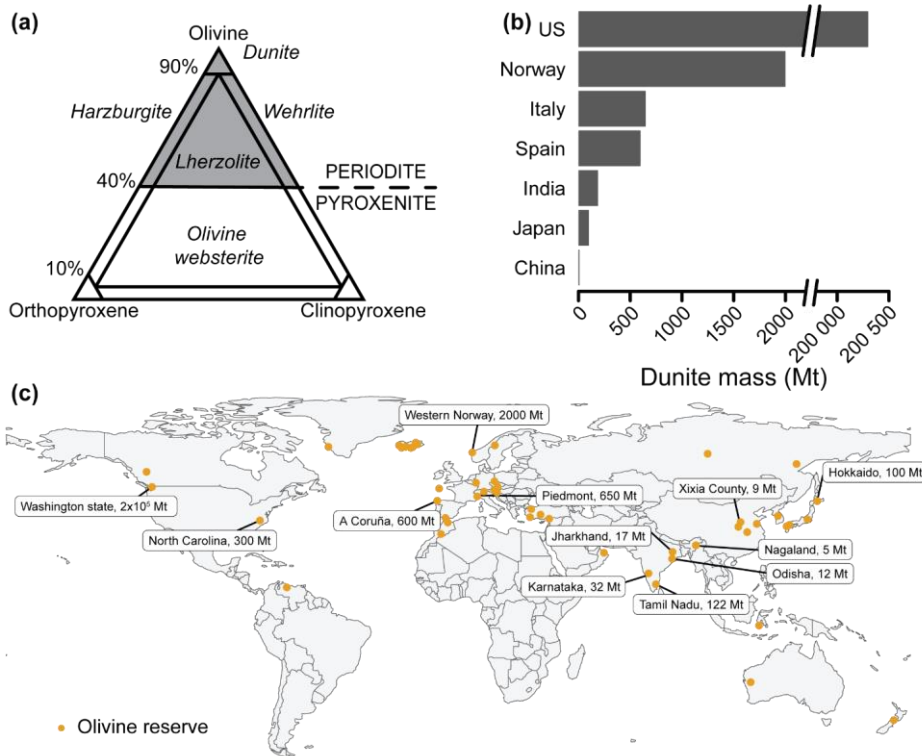 (a)
Olivine
90%
Dunite
Harzburgite
Wehrlite
Lherzolite
40%
PERIODITE
PYROXENITE
Olivine
websterite
10%
Orthopyroxene
Clinopyroxene
(b)
US
Norway
Italy
Spain
India
Japan
China
0
500
1000
1500
2000
200 000
200 500
Dunite mass (Mt)
(c)
Western Norway, 2000 Mt
Washington state, 2x10⁵ Mt
North Carolina, 300 Mt
A Coruña, 600 Mt
Piedmont, 650 Mt
Xixia County, 9 Mt
Hokkaido, 100 Mt
Jharkhand, 17 Mt
Nagaland, 5 Mt
Karnataka, 32 Mt
Odisha, 12 Mt
Tamil Nadu, 122 Mt
Olivine reserve